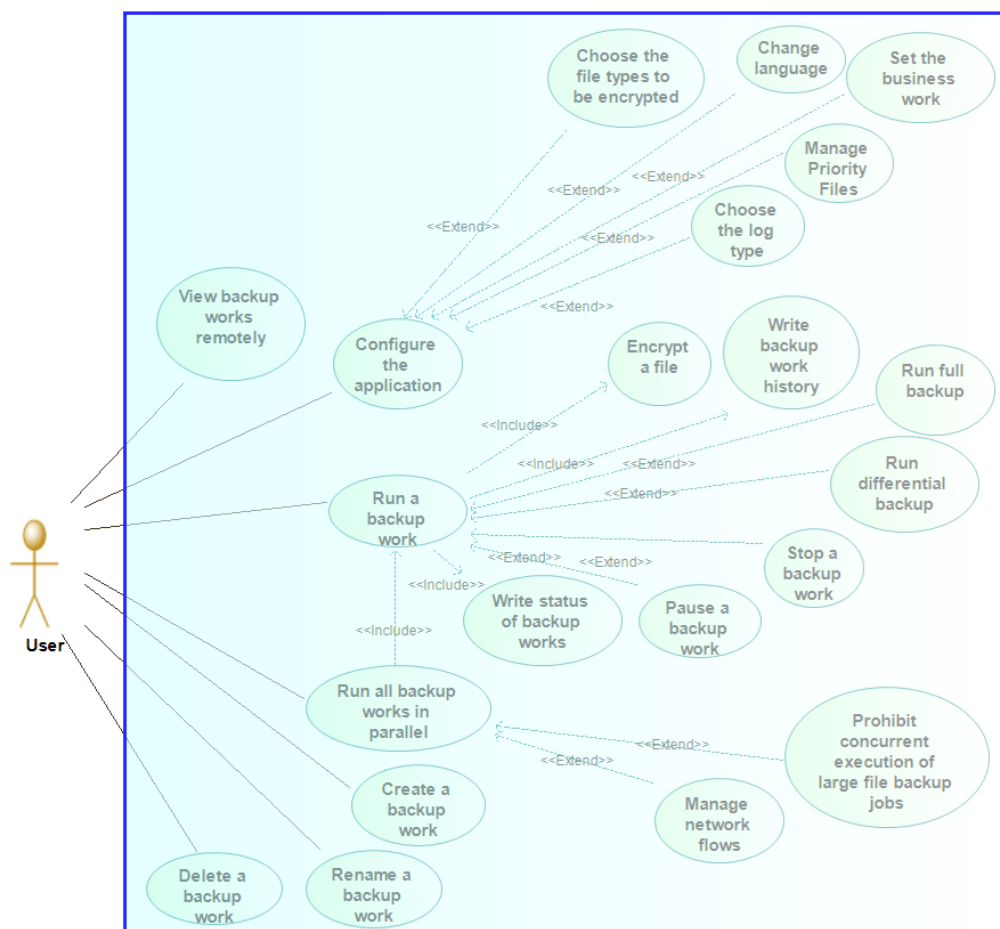 Choose the
file types to
be encrypted
Change
language
Set the
business
work
Manage
Priority
Files
<<Extend>>
<<Extend>>
Choose
the log
type
<<Extend>>
<<Extend>>
<<Extend>>
View backup
works
remotely
Configure
the
application
Encrypt
a file
Write
backup
work
history
Run full
backup
<<Include>>
<<Include>>
<<Extend>>
Run
differential
backup
<<Extend>>
Run a
backup
work
<<Extend>>
<<Extend>>
Stop a
backup
work
<<Include>>
Write status
of backup
works
Pause a
backup
work
<<Include>>
User
Run all backup
works in
parallel
<<Extend>>
<<Extend>>
Prohibit
concurrent
execution of
large file backup
jobs
Create a
backup
work
Manage
network
flows
Delete a
backup
work
Rename a
backup
work